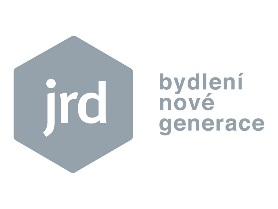 jrd
bydlení
nové
generace